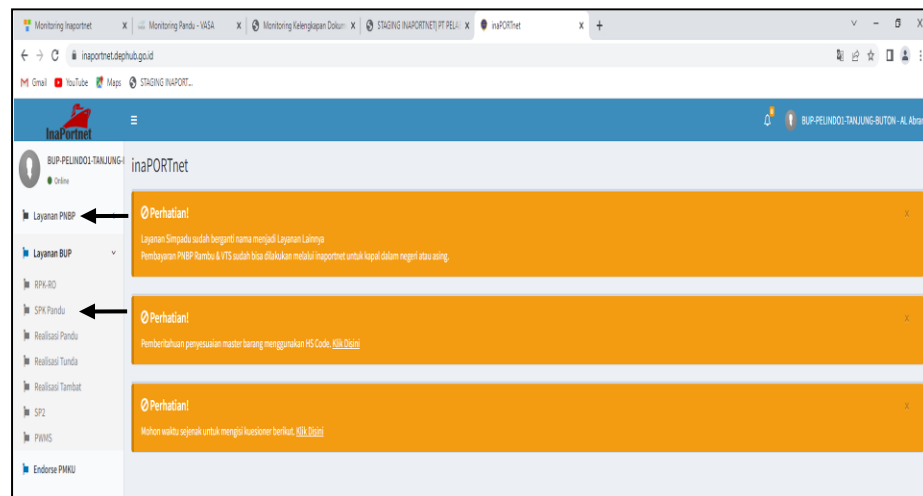 Monitoring Inaportnet
Monitoring Pandu - VASA
Monitoring Kelengkapan Dokum
STAGING INAPORTNET| PT PELA
inaPORTnet
inaportnet.dephub.go.id
Gmail
YouTube
Maps
STAGING INAPORT...
InaPortnet
BUP-PELINDO1-TANJUNG-BUTON - AL Abrar
BUP-PELINDO1-TANJUNG-
Online
inaPORTnet
Layanan PNBP
Layanan BUP
RPK-RO
SPK Pandu
Realisasi Pandu
Realisasi Tunda
Realisasi Tambat
SP2
PWMS
Endorse PMKU
Perhatian!
Layanan Simpadu sudah berganti nama menjadi Layanan Lainnya
Pembayaran PNBP Rambu & VTS sudah bisa dilakukan melalui inaportnet untuk kapal dalam negeri atau asing.
Perhatian!
Pemberitahuan penyesuaian master barang menggunakan HS Code. Klik Disini
Perhatian!
Mohon waktu sejenak untuk mengisi kuesioner berikut. Klik Disini